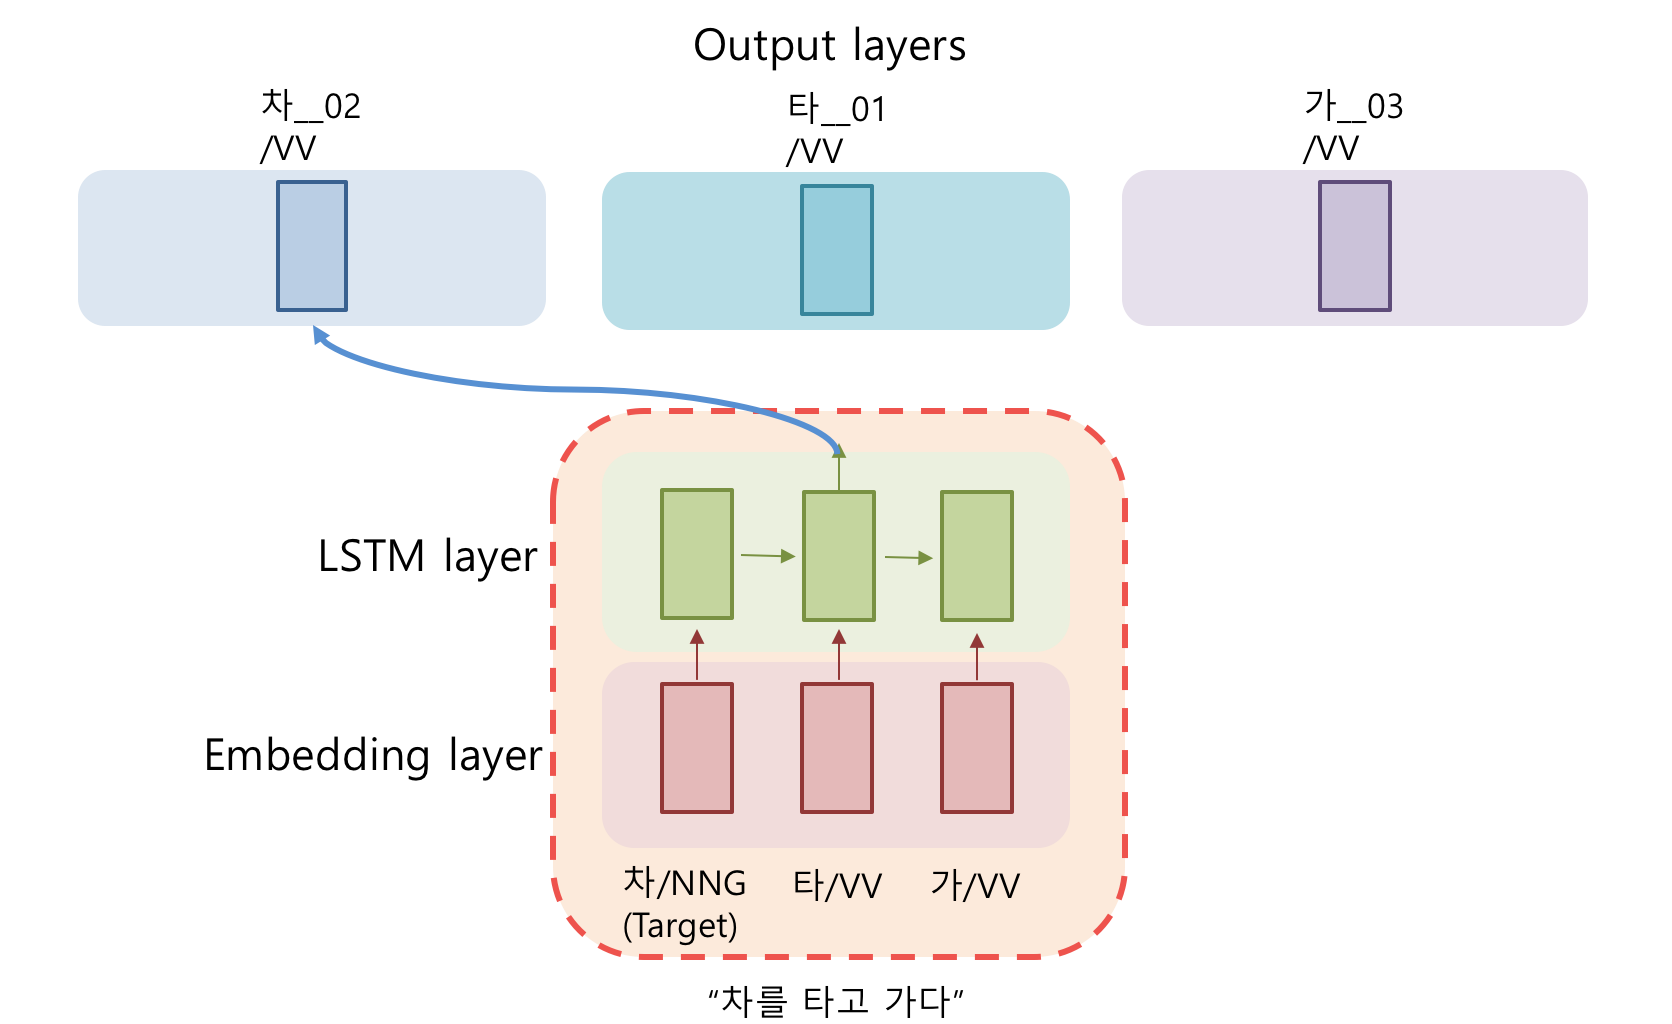 Output layers
차__02
/VV
타__01
/VV
가__03
/VV
LSTM layer
Embedding layer
차/NNG
(Target)
타/VV
가/VV
“차를 타고 가다”